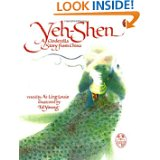 Yeh-Shen
A Cinderella
Story from China
retold by Ai-Ling Louie
illustrated by
Ed Young